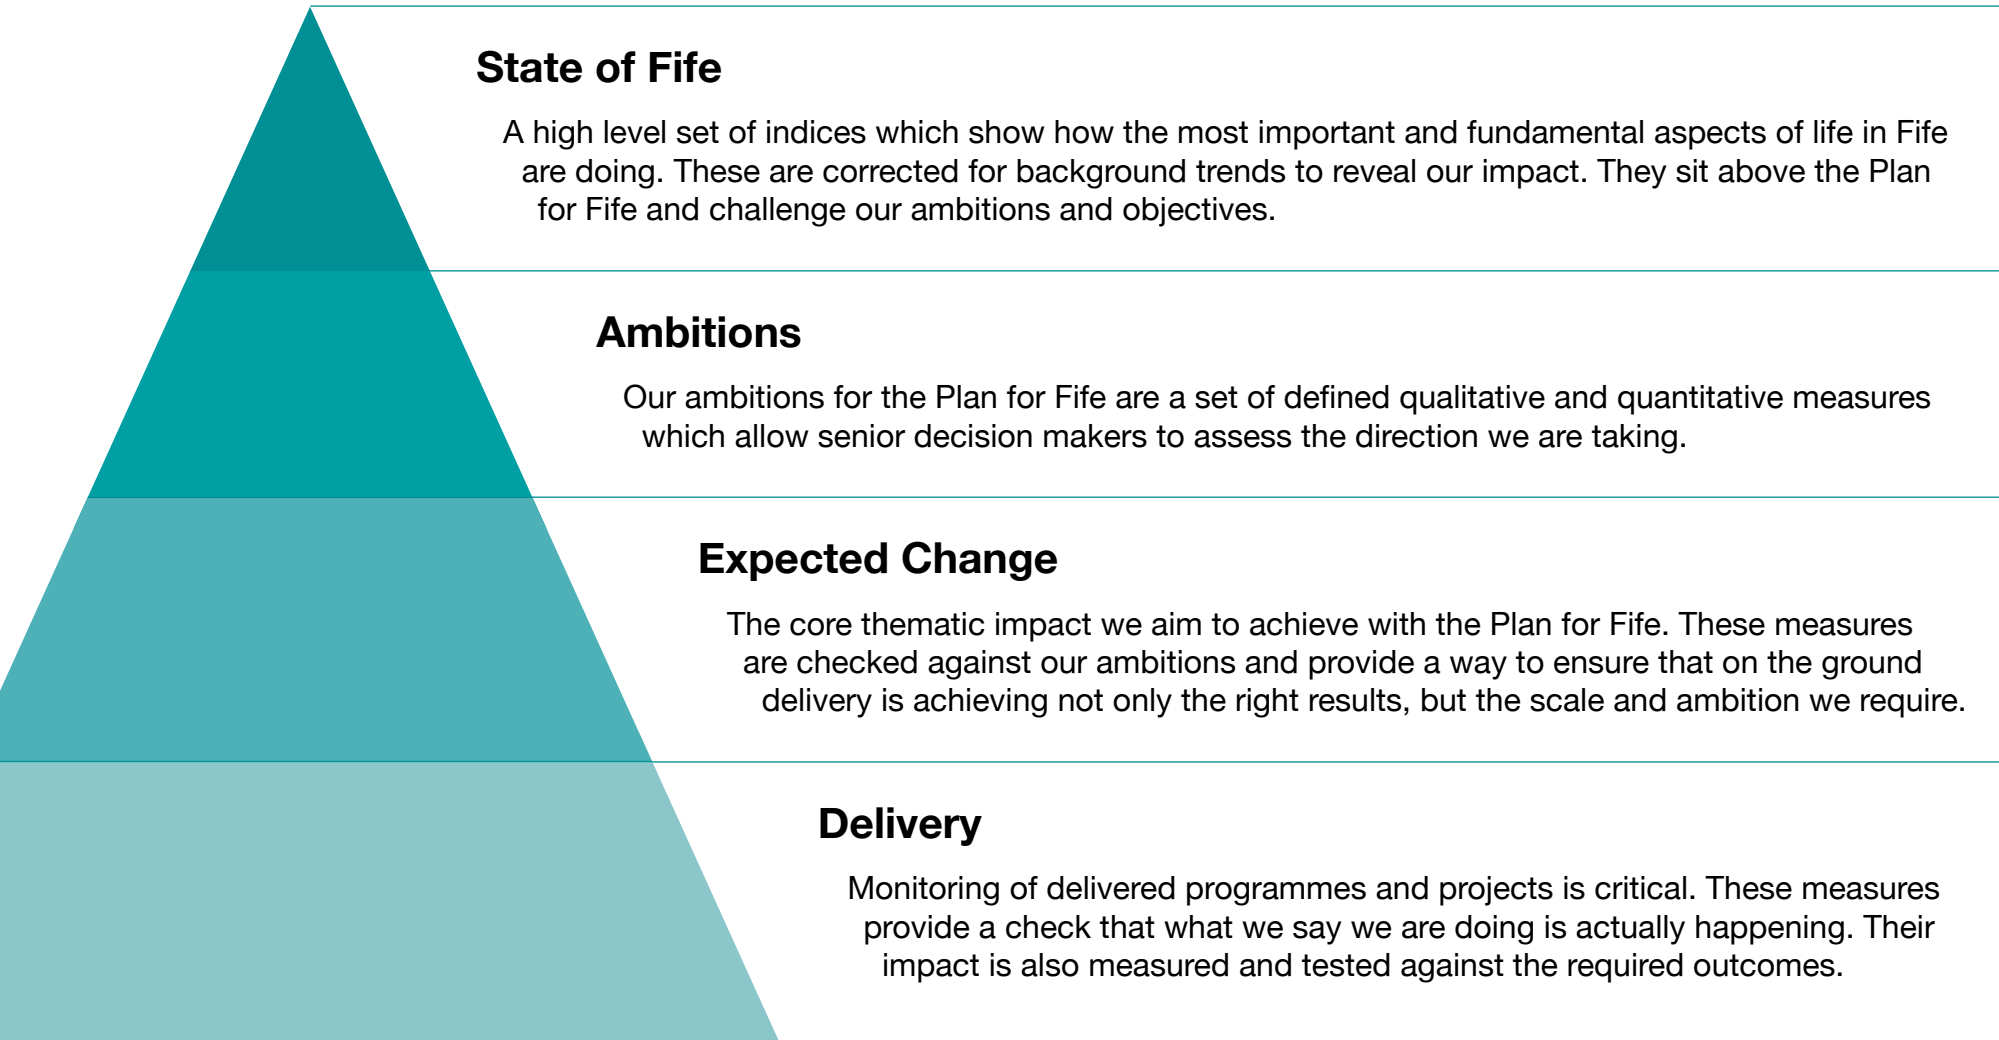 State of Fife
A high level set of indices which show how the most important and fundamental aspects of life in Fife
are doing. These are corrected for background trends to reveal our impact. They sit above the Plan
for Fife and challenge our ambitions and objectives.
Ambitions
Our ambitions for the Plan for Fife are a set of defined qualitative and quantitative measures
which allow senior decision makers to assess the direction we are taking.
Expected Change
The core thematic impact we aim to achieve with the Plan for Fife. These measures
are checked against our ambitions and provide a way to ensure that on the ground
delivery is achieving not only the right results, but the scale and ambition we require.
Delivery
Monitoring of delivered programmes and projects is critical. These measures
provide a check that what we say we are doing is actually happening. Their
impact is also measured and tested against the required outcomes.